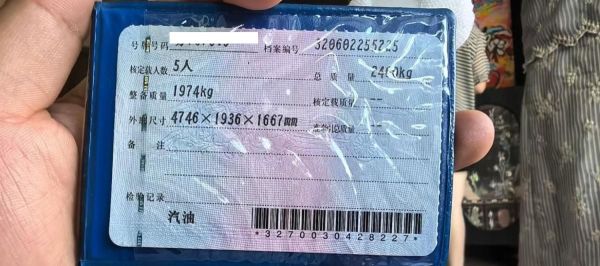 号牌号码 档案编号 320602255225
核定载人数 5人 总质量 2400kg
整备质量 1974kg 核定载质量 --
外廓尺寸 4746×1936×1667mm 准牵引总质量 --
备注
检验记录
汽油
*3270030428227*